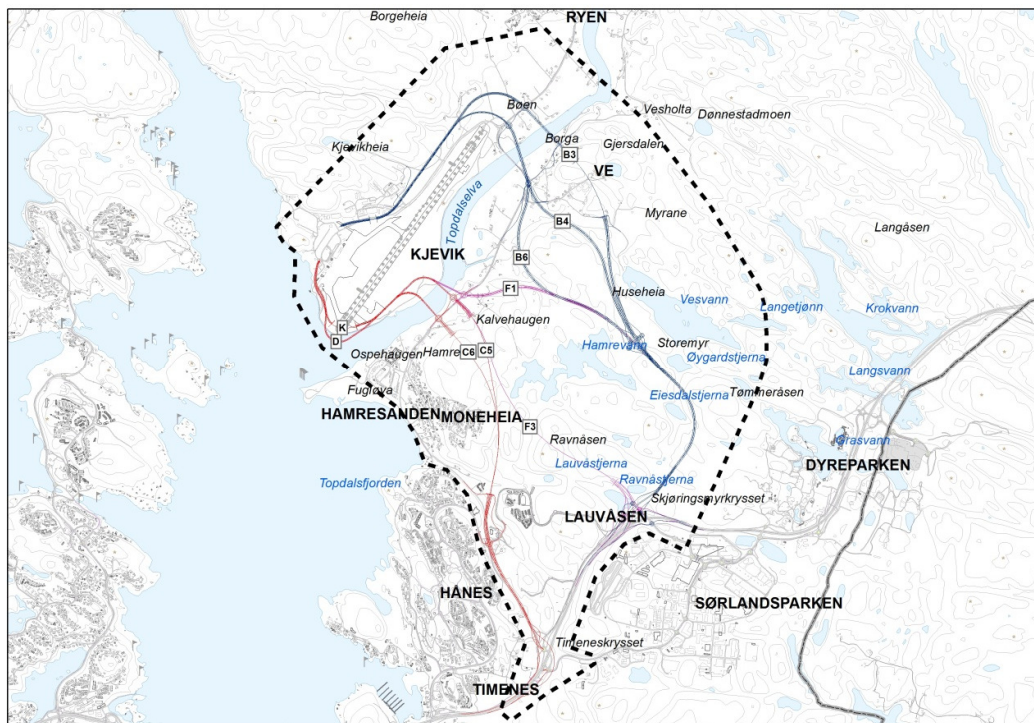 Borgeheia
RYEN
Bøen
Vesholta
Dønnestadmoen
Borga
Gjersdalen
Kjevikheia
B3
VE
Topdalselva
Myrane
B4
Langåsen
KJEVIK
B6
F1
Huseheia
Vesvann
Langetjønn
Krokvann
Kalvehaugen
K
D
Hamrevann
Storemyr
Øygardstjerna
Ospehaugen
Hamre
C6
C5
Langsvann
Fugløya
Eiesdalstjerna
Tømmeråsen
HAMRESANDEN
MONEHEIA
F3
Ravnåsen
Grasvann
Lauvåstjerna
DYREPARKEN
Topdalsfjorden
Ravnåstjerna
Skjøringsmyrkrysset
LAUVÅSEN
HÅNES
SØRLANDSPARKEN
Timeneskrysset
TIMENES